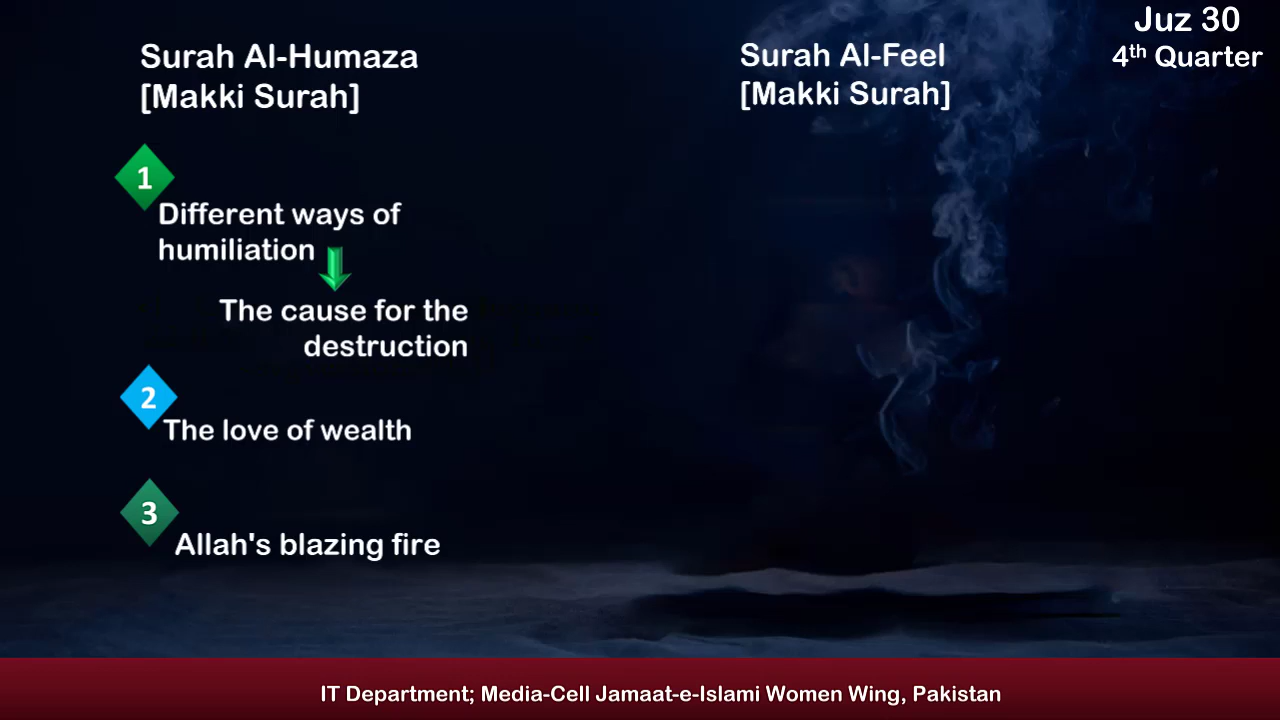 Juz 30
4th Quarter
Surah Al-Humaza
[Makki Surah]
1
Different ways of
humiliation
The cause for the
destruction
2
The love of wealth
3
Allah's blazing fire
Surah Al-Feel
[Makki Surah]
IT Department; Media-Cell Jamaat-e-Islami Women Wing, Pakistan